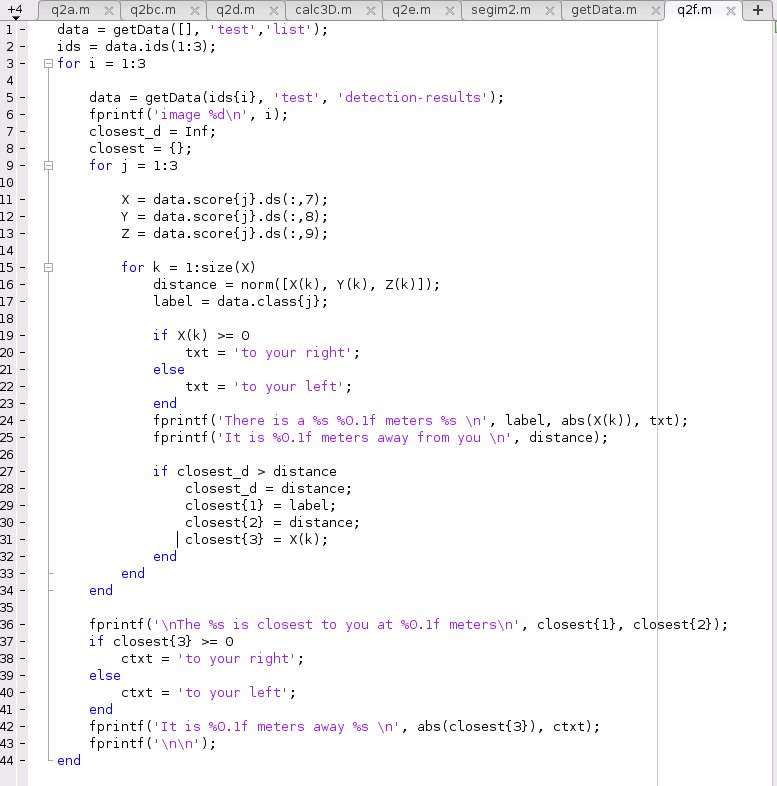 +4 q2a.m q2bc.m q2d.m calc3D.m q2e.m segim2.m getData.m q2f.m
1 - data = getData([], 'test','list');
2 - ids = data.ids(1:3);
3 - for i = 1:3
4
5 - data = getData(ids{i}, 'test', 'detection-results');
6 - fprintf('image %d\n', i);
7 - closest_d = Inf;
8 - closest = {};
9 - for j = 1:3
10
11 - X = data.score{j}.ds(:,7);
12 - Y = data.score{j}.ds(:,8);
13 - Z = data.score{j}.ds(:,9);
14
15 - for k = 1:size(X)
16 - distance = norm([X(k), Y(k), Z(k)]);
17 - label = data.class{j};
18
19 - if X(k) >= 0
20 - txt = 'to your right';
21 - else
22 - txt = 'to your left';
23 - end
24 - fprintf('There is a %s %0.1f meters %s \n', label, abs(X(k)), txt);
25 - fprintf('It is %0.1f meters away from you \n', distance);
26
27 - if closest_d > distance
28 - closest_d = distance;
29 - closest{1} = label;
30 - closest{2} = distance;
31 - closest{3} = X(k);
32 - end
33 - end
34 - end
35
36 - fprintf('\nThe %s is closest to you at %0.1f meters\n', closest{1}, closest{2});
37 - if closest{3} >= 0
38 - ctxt = 'to your right';
39 - else
40 - ctxt = 'to your left';
41 - end
42 - fprintf('It is %0.1f meters away %s \n', abs(closest{3}), ctxt);
43 - fprintf('\n\n');
44 - end